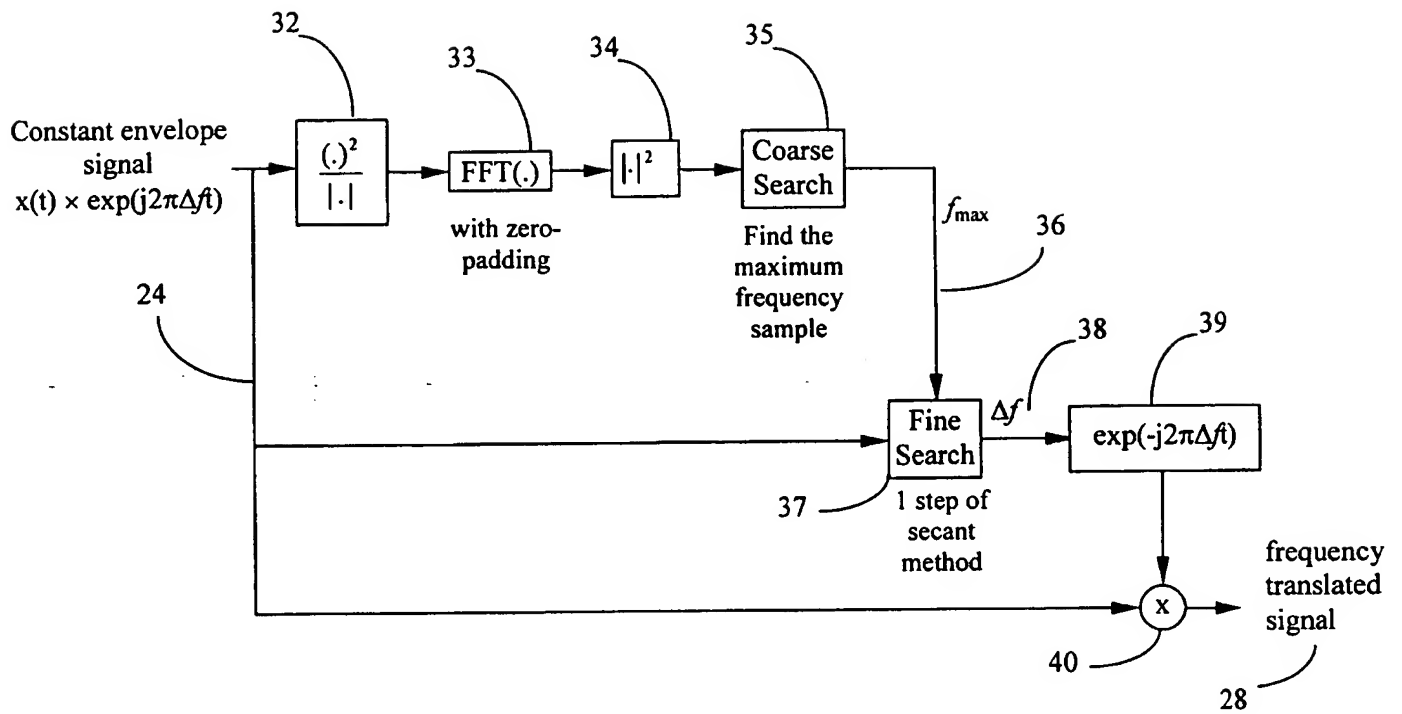 32
33
34
35
Constant envelope
signal
x(t) × exp(j2πΔft)
(.)²
|.|
FFT(.)
with zero-
padding
|.|²
Coarse
Search
Find the
maximum
frequency
sample
fmax
36
24
38
39
Fine
Search
Δf
exp(-j2πΔft)
37
1 step of
secant
method
x
40
frequency
translated
signal
28